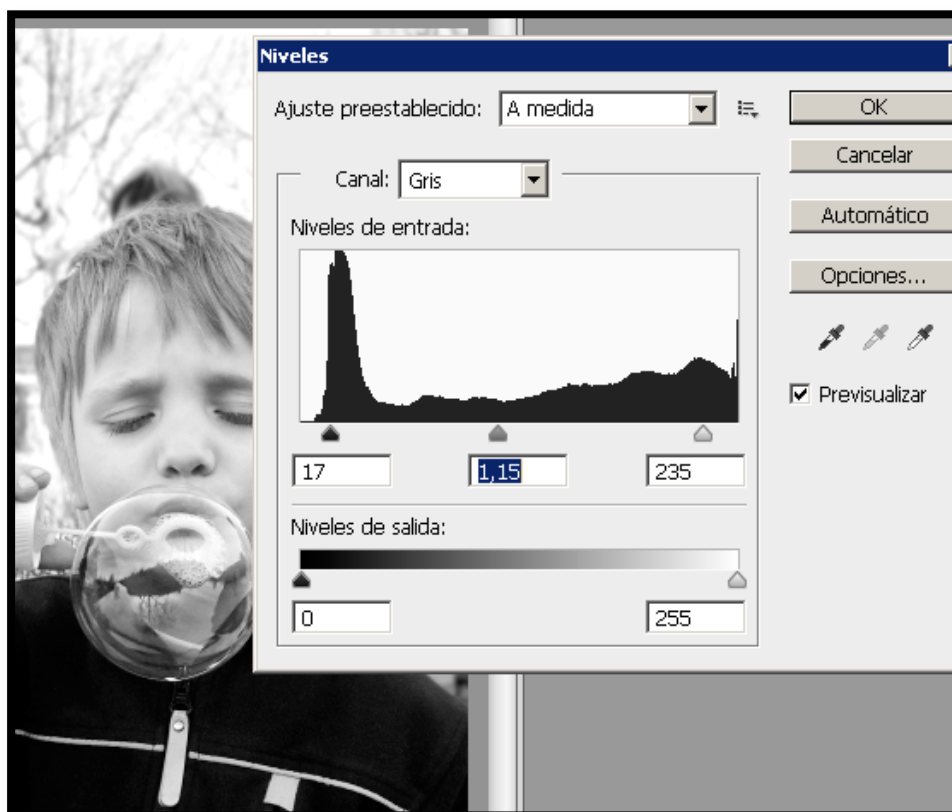 Niveles
Ajuste preestablecido: A medida
OK
Cancelar
Canal: Gris
Automático
Niveles de entrada:
Opciones...
Previsualizar
17 1,15 235
Niveles de salida:
0 255